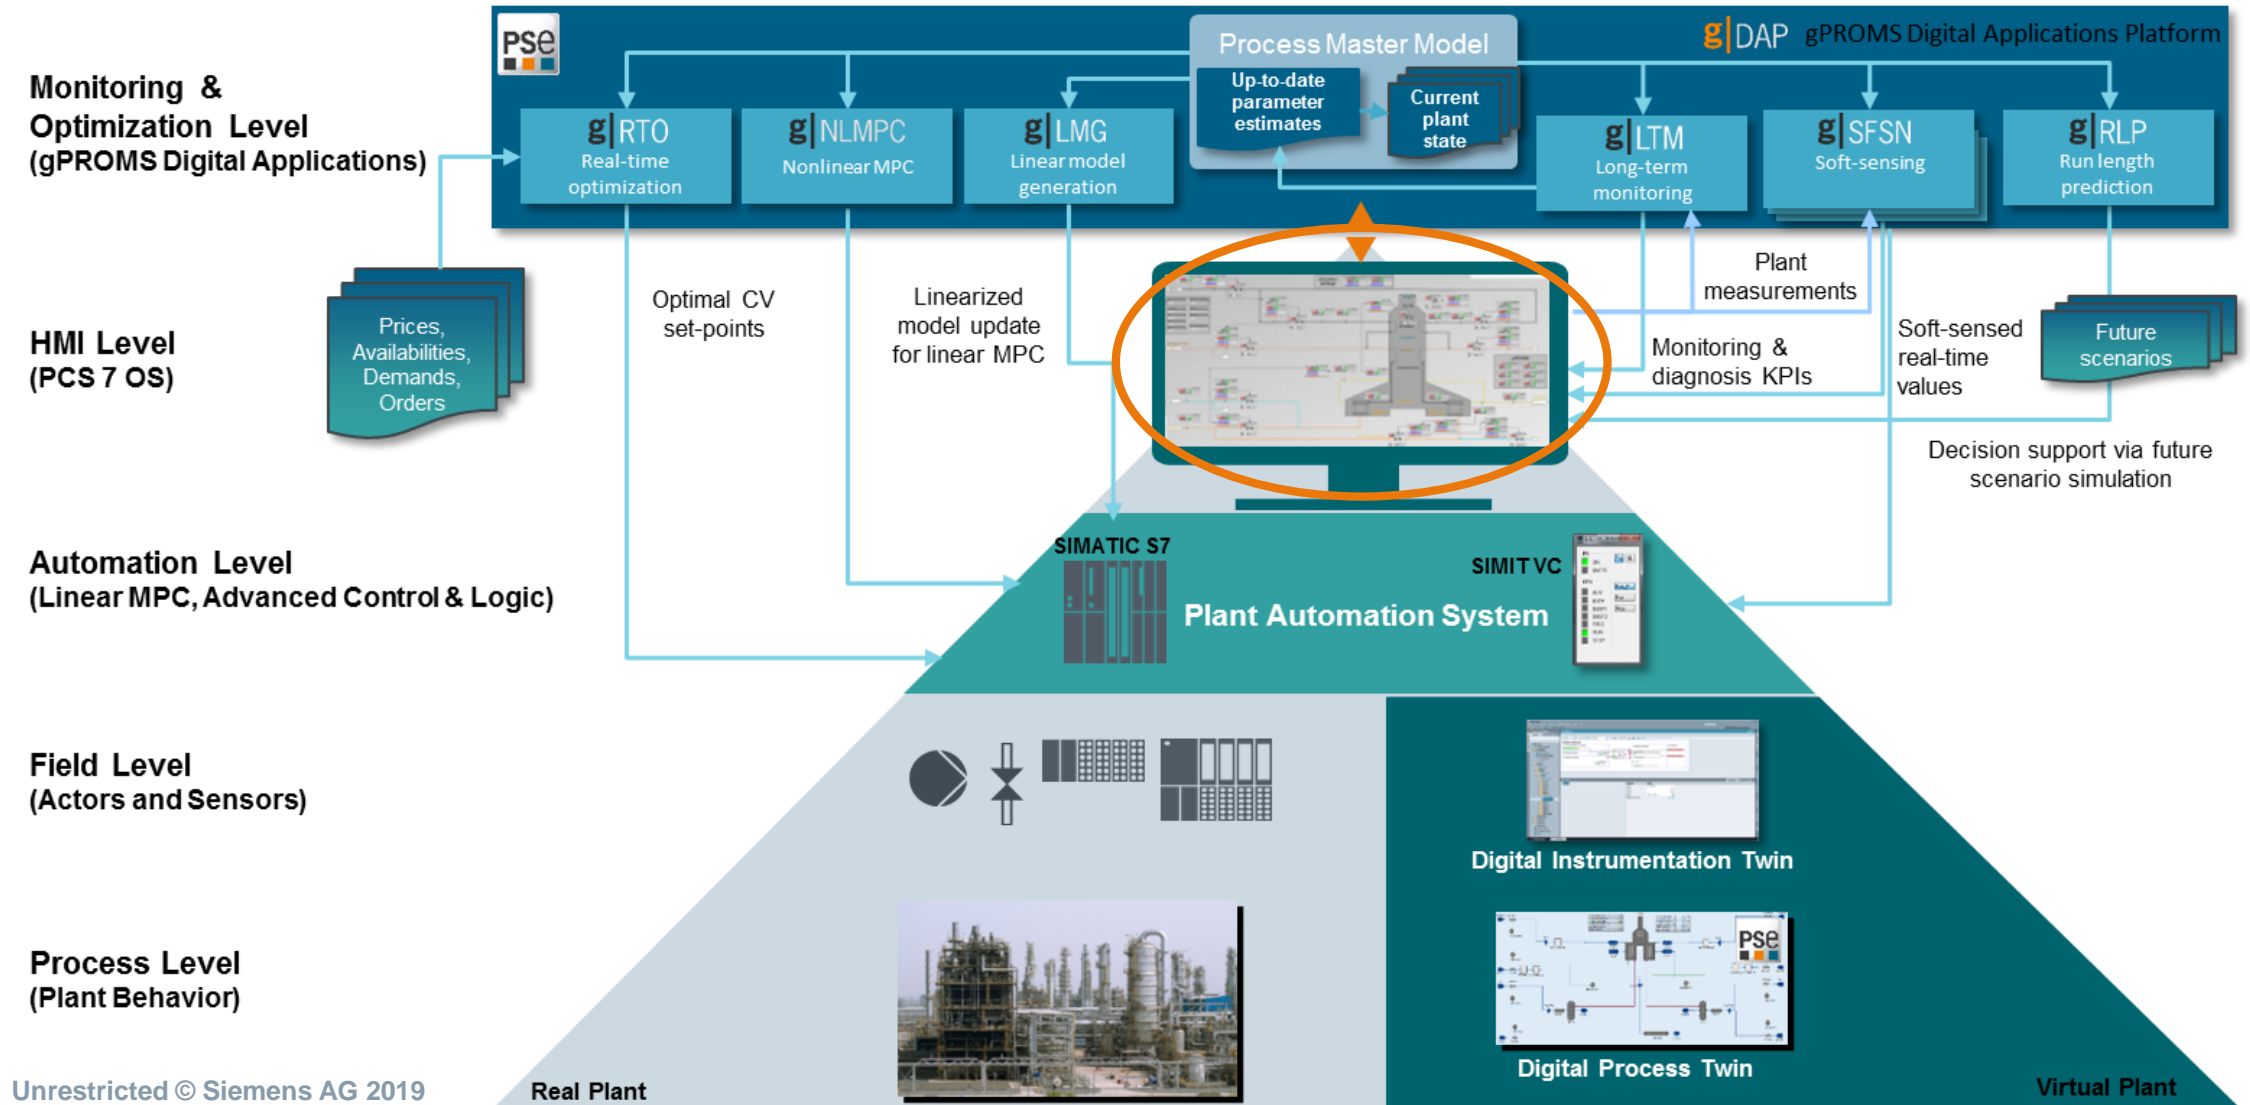 PSe
Process Master Model
g|DAP gPROMS Digital Applications Platform
Monitoring &
Optimization Level
(gPROMS Digital Applications)
g|RTO
Real-time
optimization
g|NLMPC
Nonlinear MPC
g|LMG
Linear model
generation
Up-to-date
parameter
estimates
Current
plant
state
g|LTM
Long-term
monitoring
g|SFSN
Soft-sensing
g|RLP
Run length
prediction
HMI Level
(PCS 7 OS)
Prices,
Availabilities,
Demands,
Orders
Optimal CV
set-points
Linearized
model update
for linear MPC
Plant
measurements
Monitoring &
diagnosis KPIs
Soft-sensed
real-time
values
Future
scenarios
Decision support via future
scenario simulation
Automation Level
(Linear MPC, Advanced Control & Logic)
SIMATIC S7
SIMIT VC
Plant Automation System
Field Level
(Actors and Sensors)
Digital Instrumentation Twin
Process Level
(Plant Behavior)
PSe
Digital Process Twin
Unrestricted © Siemens AG 2019
Real Plant
Virtual Plant